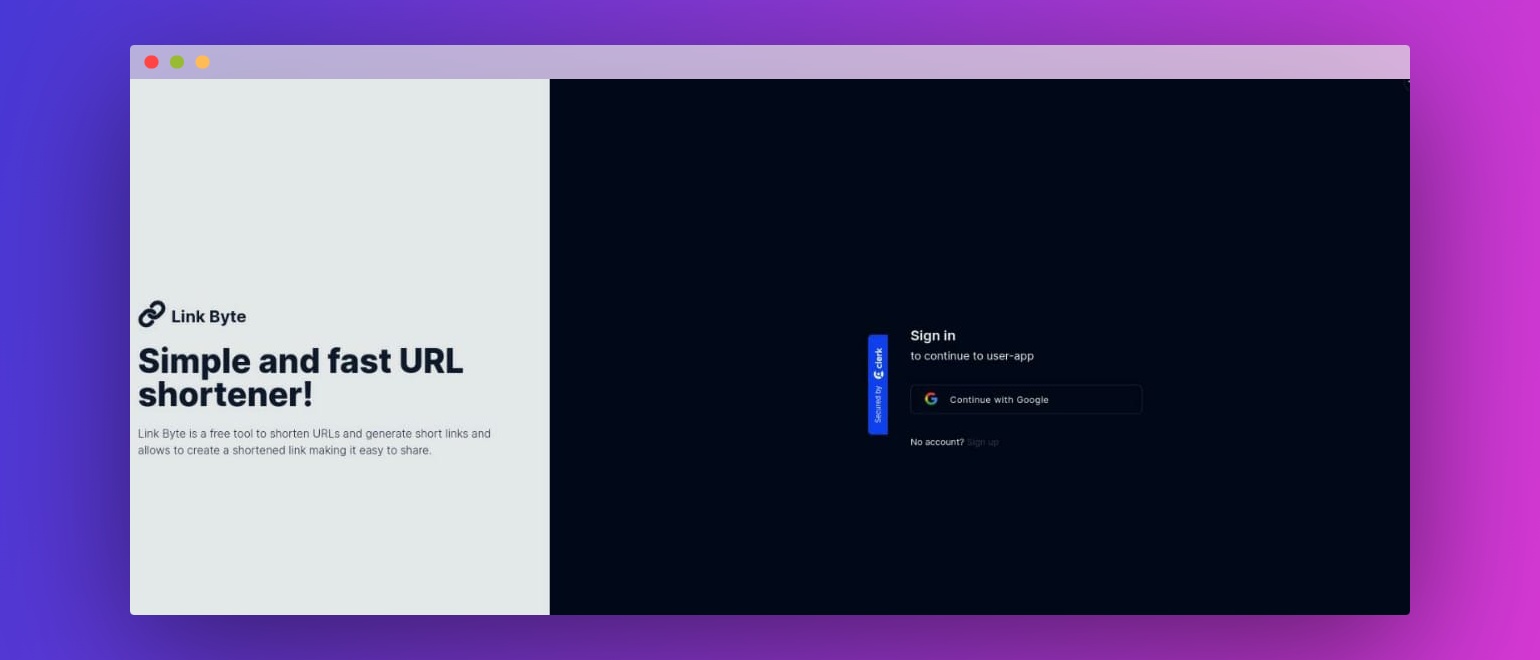 Link Byte
Simple and fast URL
shortener!
Link Byte is a free tool to shorten URLs and generate short links and
allows to create a shortened link making it easy to share.
Secured by clerk
Sign in
to continue to user-app
Continue with Google
No account? Sign up